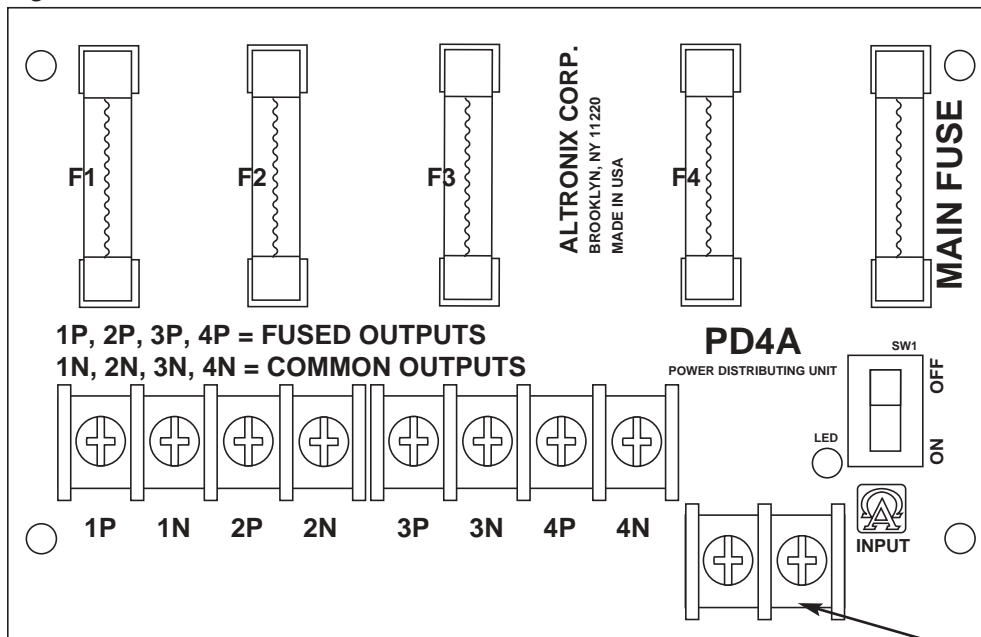 F1
F2
F3
F4
ALTRONIX CORP.
BROOKLYN, NY 11220
MADE IN USA
MAIN FUSE
1P, 2P, 3P, 4P = FUSED OUTPUTS
1N, 2N, 3N, 4N = COMMON OUTPUTS
PD4A
POWER DISTRIBUTING UNIT
SW1
OFF
ON
LED
1P 1N 2P 2N 3P 3N 4P 4N
INPUT